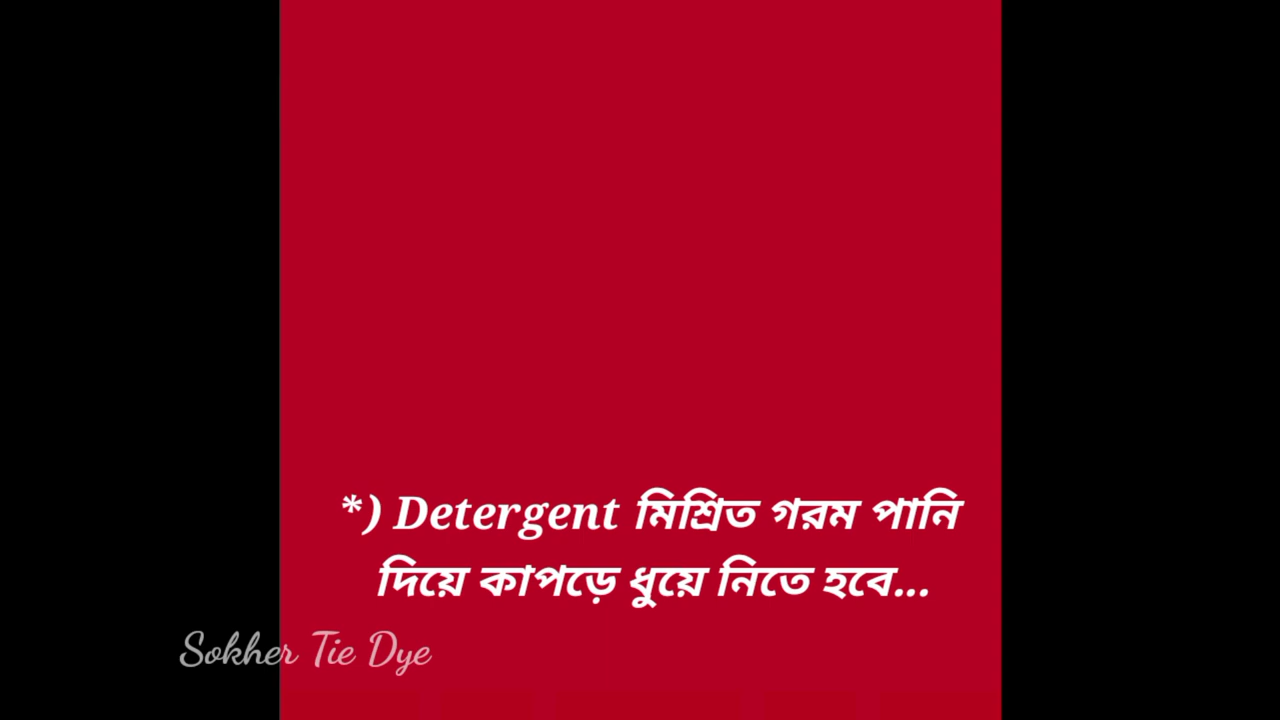 *) Detergent মিশ্রিত গরম পানি
দিয়ে কাপড়ে ধুয়ে নিতে হবে...
Sokher Tie Dye